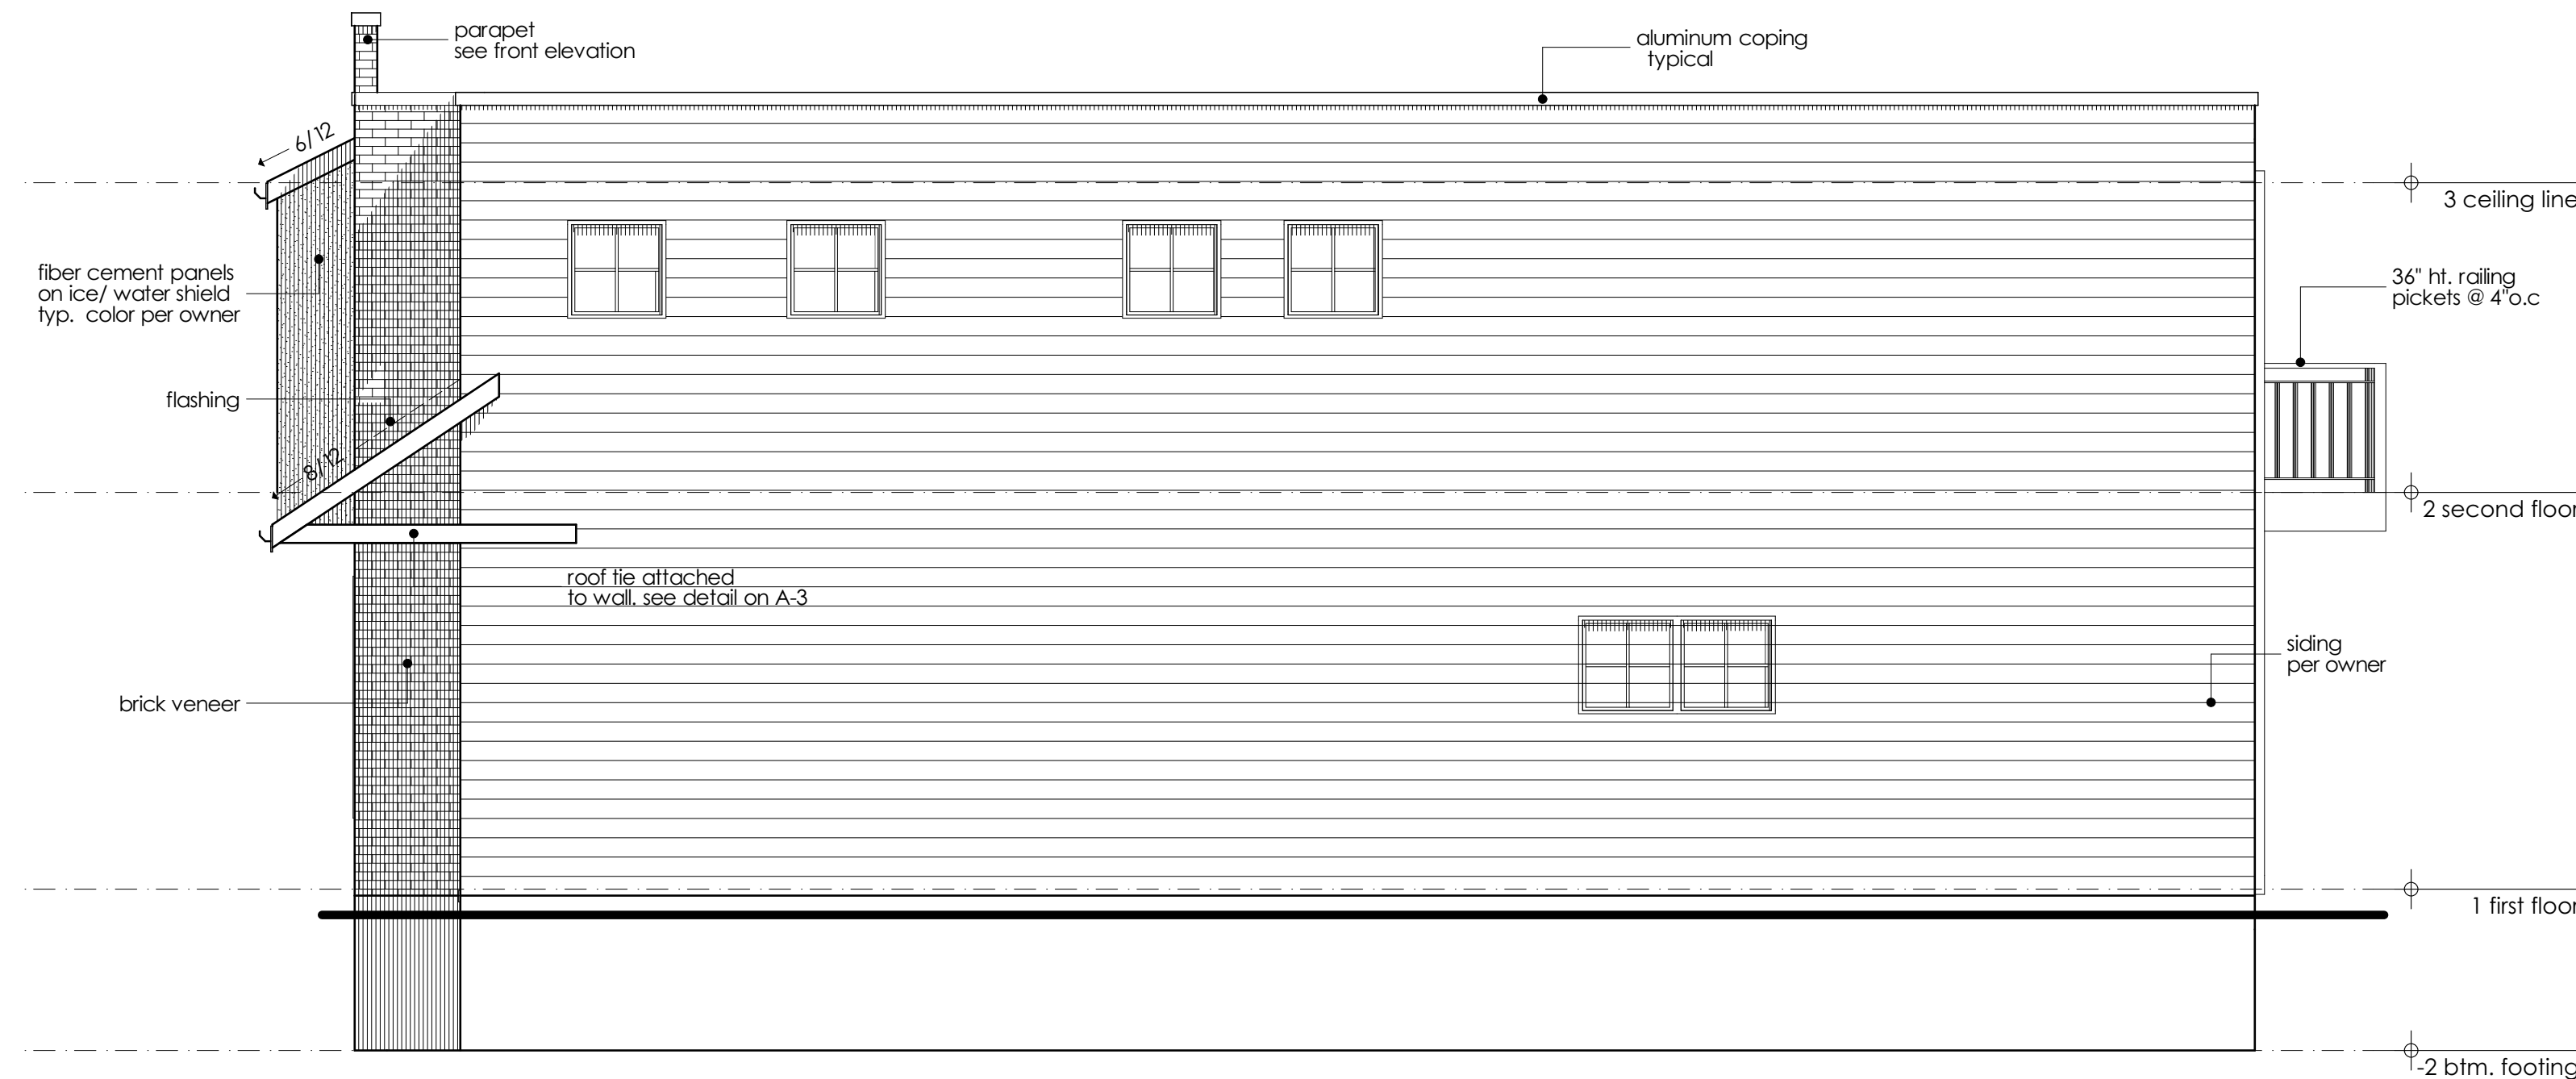 parapet
see front elevation
aluminum coping
typical
6/12
3 ceiling line
fiber cement panels
on ice/ water shield
typ.  color per owner
36" ht. railing
pickets @ 4"o.c
flashing
8/12
2 second floor
roof tie attached
to wall. see detail on A-3
siding
per owner
brick veneer
1 first floor
-2 btm. footing